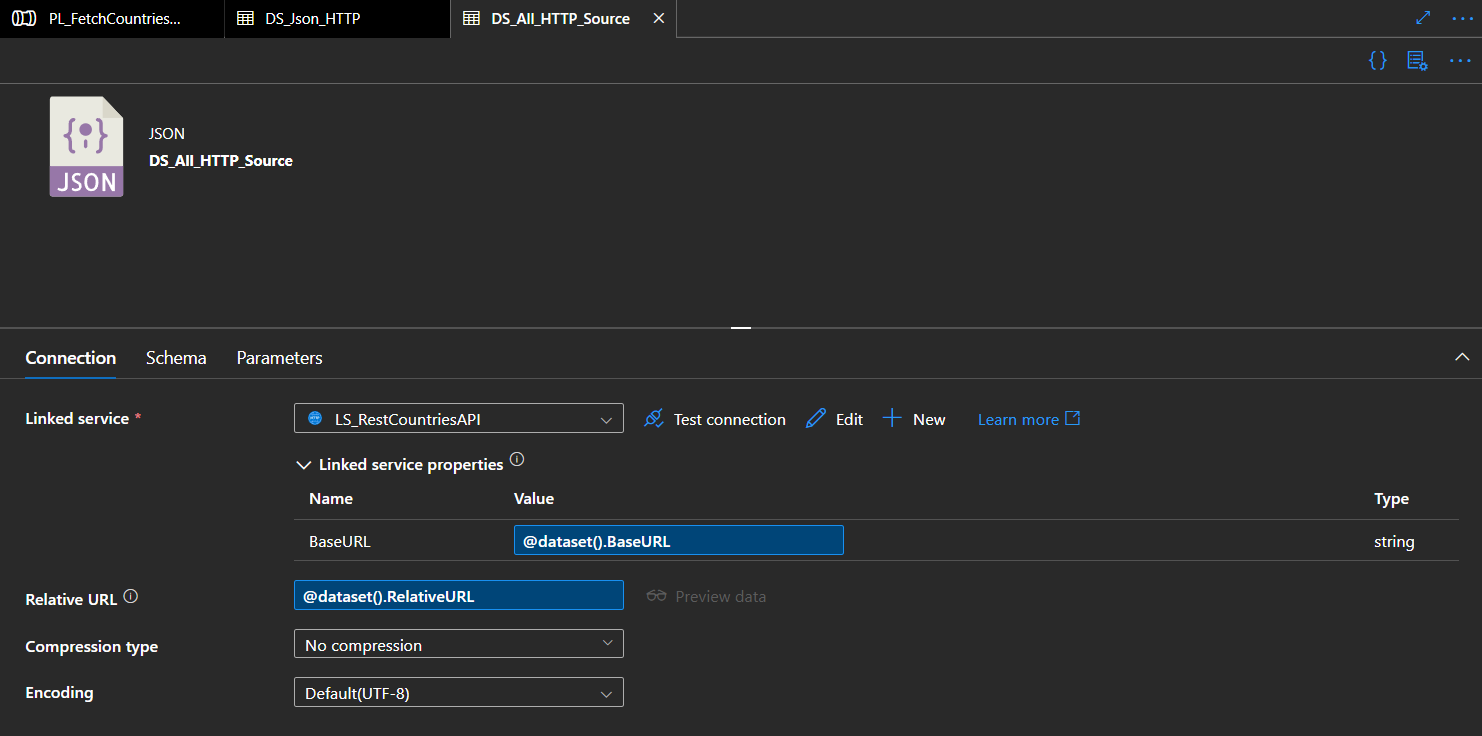 PL_FetchCountries... DS_Json_HTTP DS_All_HTTP_Source
JSON
DS_All_HTTP_Source
JSON
Connection Schema Parameters
Linked service * LS_RestCountriesAPI Test connection Edit New Learn more
Linked service properties
Name Value Type
BaseURL @dataset().BaseURL string
Relative URL @dataset().RelativeURL Preview data
Compression type No compression
Encoding Default(UTF-8)